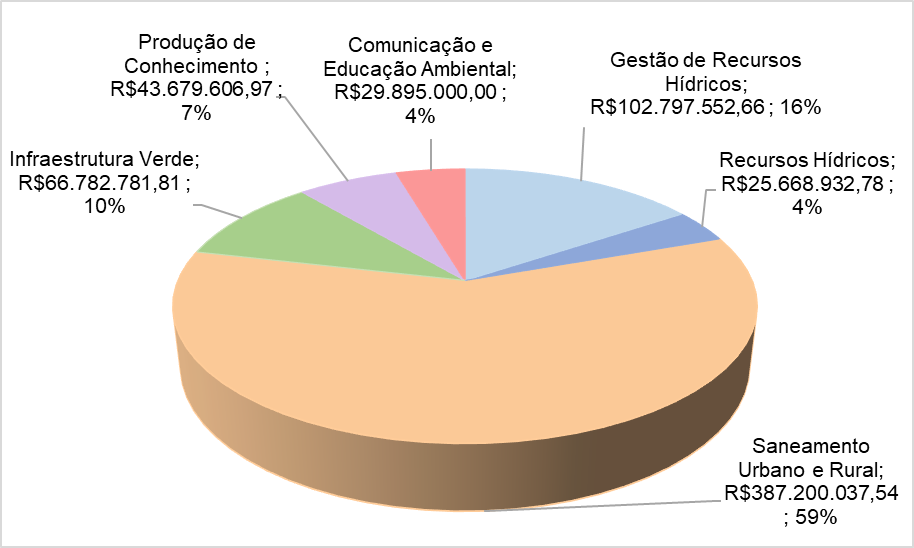 Produção de
Conhecimento ;
R$43.679.606,97 ;
7%
Comunicação e
Educação Ambiental;
R$29.895.000,00 ;
4%
Gestão de Recursos
Hídricos;
R$102.797.552,66 ; 16%
Infraestrutura Verde;
R$66.782.781,81 ;
10%
Recursos Hídricos;
R$25.668.932,78 ;
4%
Saneamento
Urbano e Rural;
R$387.200.037,54
; 59%